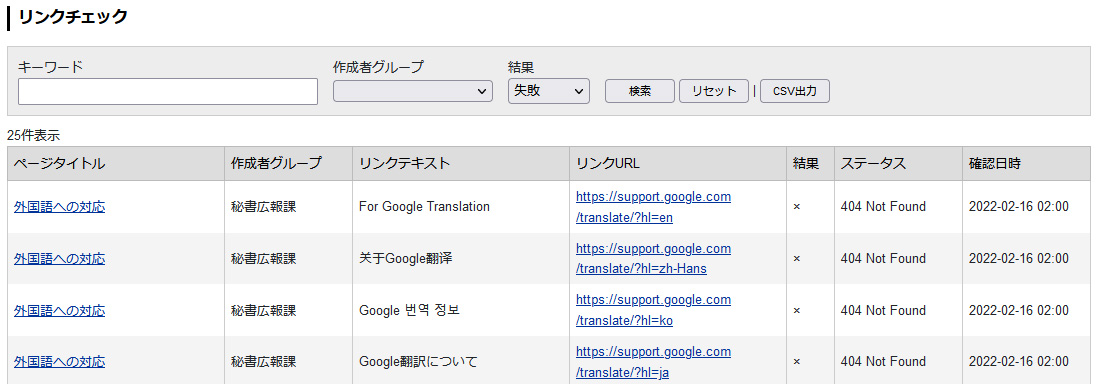 リンクチェック
キーワード 作成者グループ 結果
失敗 検索 リセット | CSV出力
25件表示
ページタイトル 作成者グループ リンクテキスト リンクURL 結果 ステータス 確認日時
外国語への対応 秘書広報課 For Google Translation https://support.google.com
/translate/?hl=en × 404 Not Found 2022-02-16 02:00
外国語への対応 秘書広報課 关于Google翻译 https://support.google.com
/translate/?hl=zh-Hans × 404 Not Found 2022-02-16 02:00
外国語への対応 秘書広報課 Google 번역 정보 https://support.google.com
/translate/?hl=ko × 404 Not Found 2022-02-16 02:00
外国語への対応 秘書広報課 Google翻訳について https://support.google.com
/translate/?hl=ja × 404 Not Found 2022-02-16 02:00